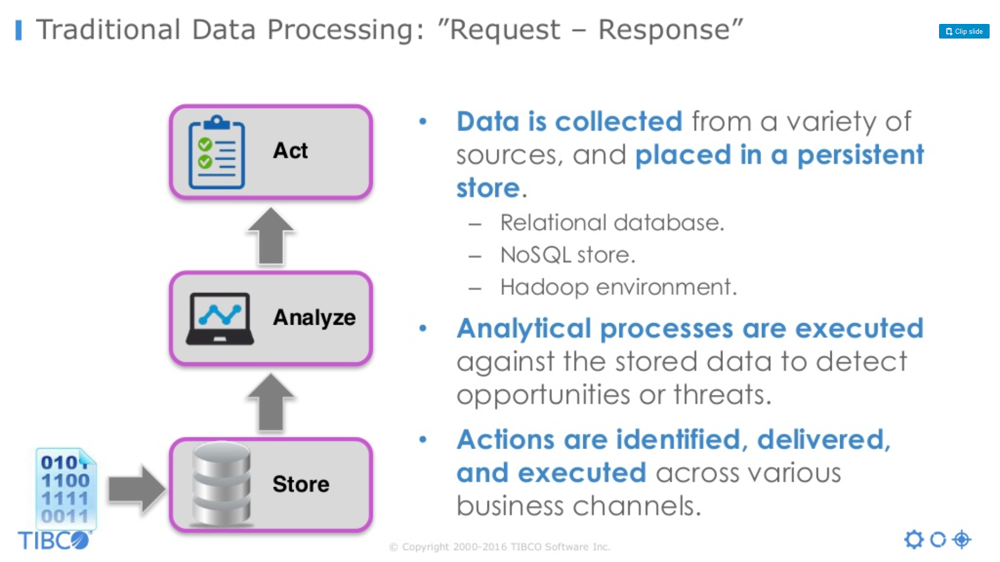 Traditional Data Processing: ”Request – Response”
Clip slide
Act
Analyze
Store
0101
1100
1111
0011
• Data is collected from a variety of
sources, and placed in a persistent
store.
– Relational database.
– NoSQL store.
– Hadoop environment.
• Analytical processes are executed
against the stored data to detect
opportunities or threats.
• Actions are identified, delivered,
and executed across various
business channels.
TIBCO
© Copyright 2000-2016 TIBCO Software Inc.